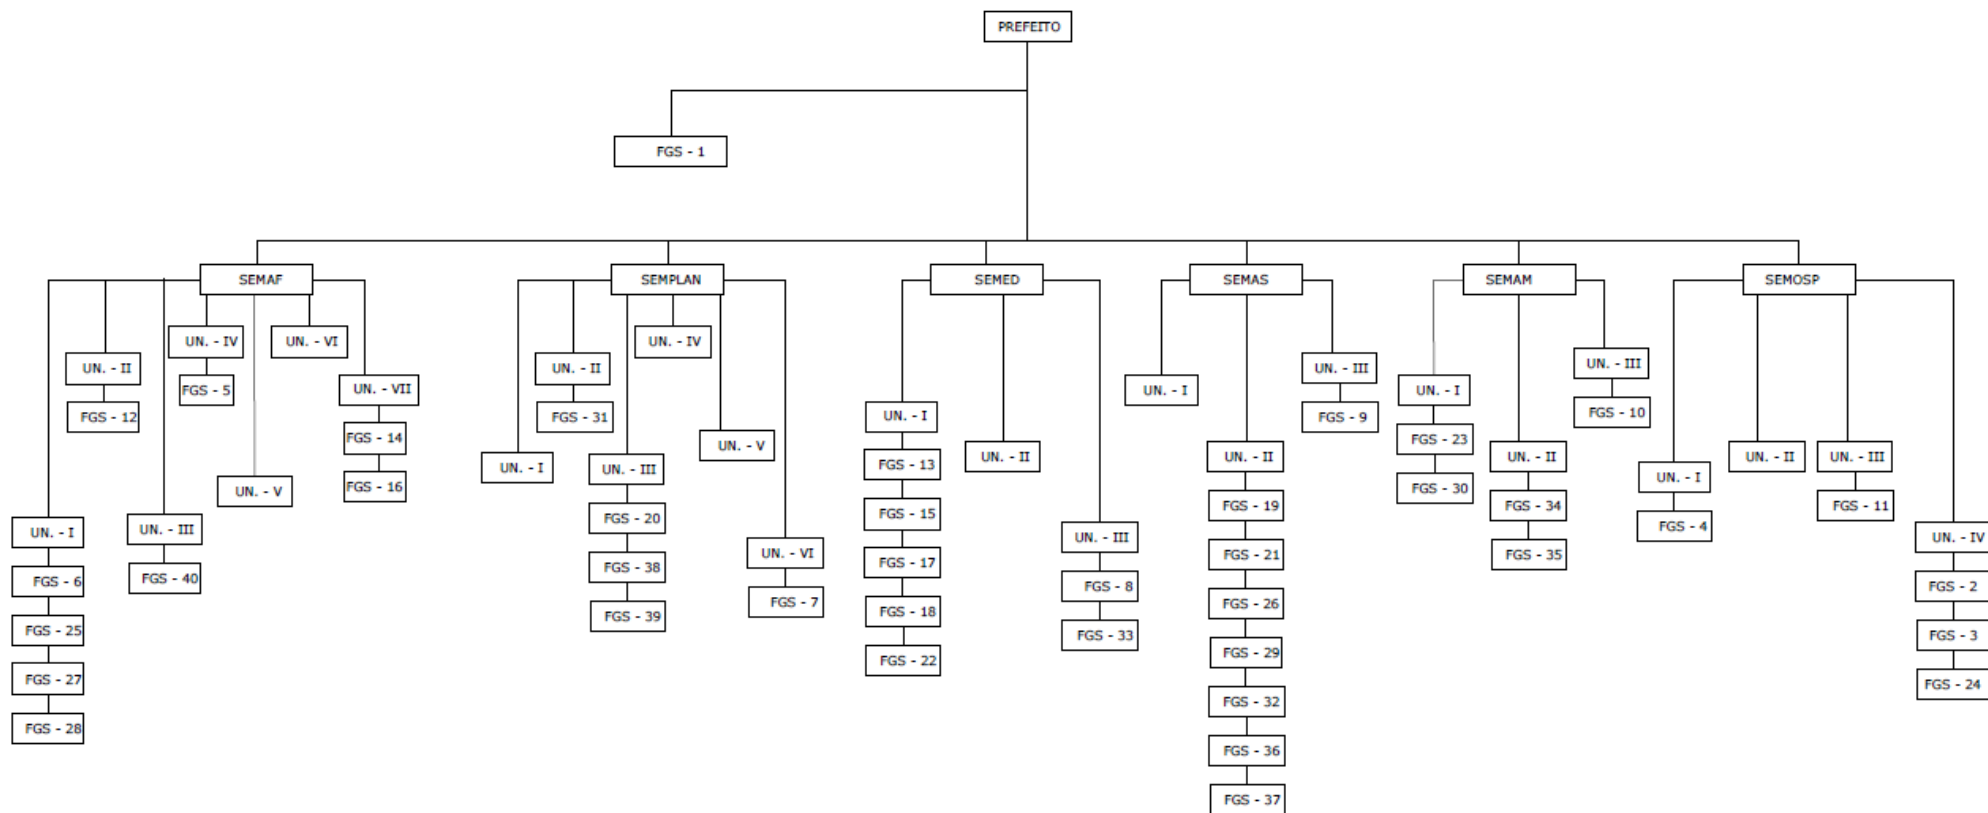 PREFEITO
FGS - 1
SEMAF
UN. - I
FGS - 6
FGS - 25
FGS - 27
FGS - 28
UN. - II
FGS - 12
UN. - III
FGS - 40
UN. - IV
FGS - 5
UN. - V
UN. - VI
UN. - VII
FGS - 14
FGS - 16
SEMPLAN
UN. - I
UN. - II
FGS - 31
UN. - III
FGS - 20
FGS - 38
FGS - 39
UN. - IV
UN. - V
UN. - VI
FGS - 7
SEMED
UN. - I
FGS - 13
FGS - 15
FGS - 17
FGS - 18
FGS - 22
UN. - II
UN. - III
FGS - 8
FGS - 33
SEMAS
UN. - I
UN. - II
FGS - 19
FGS - 21
FGS - 26
FGS - 29
FGS - 32
FGS - 36
FGS - 37
UN. - III
FGS - 9
SEMAM
UN. - I
FGS - 23
FGS - 30
UN. - II
FGS - 34
FGS - 35
UN. - III
FGS - 10
SEMOSP
UN. - I
FGS - 4
UN. - II
UN. - III
FGS - 11
UN. - IV
FGS - 2
FGS - 3
FGS - 24